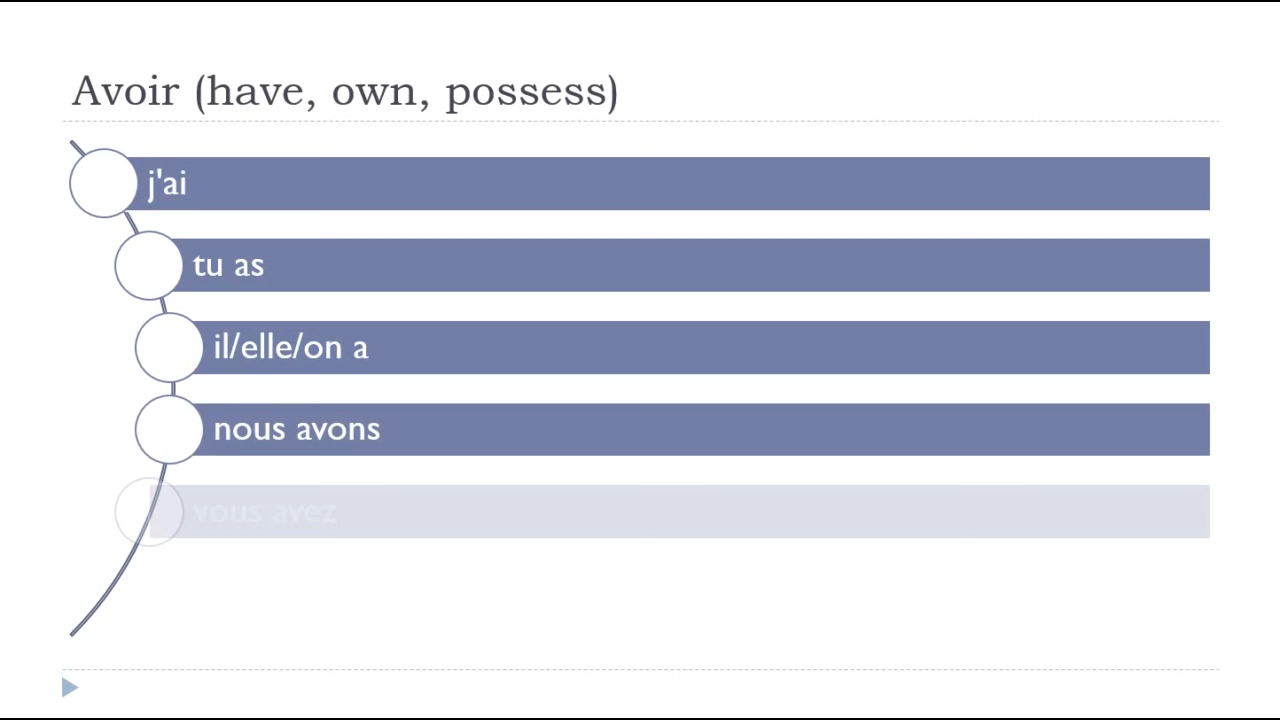 Avoir (have, own, possess)
j'ai
tu as
il/elle/on a
nous avons
vous avez